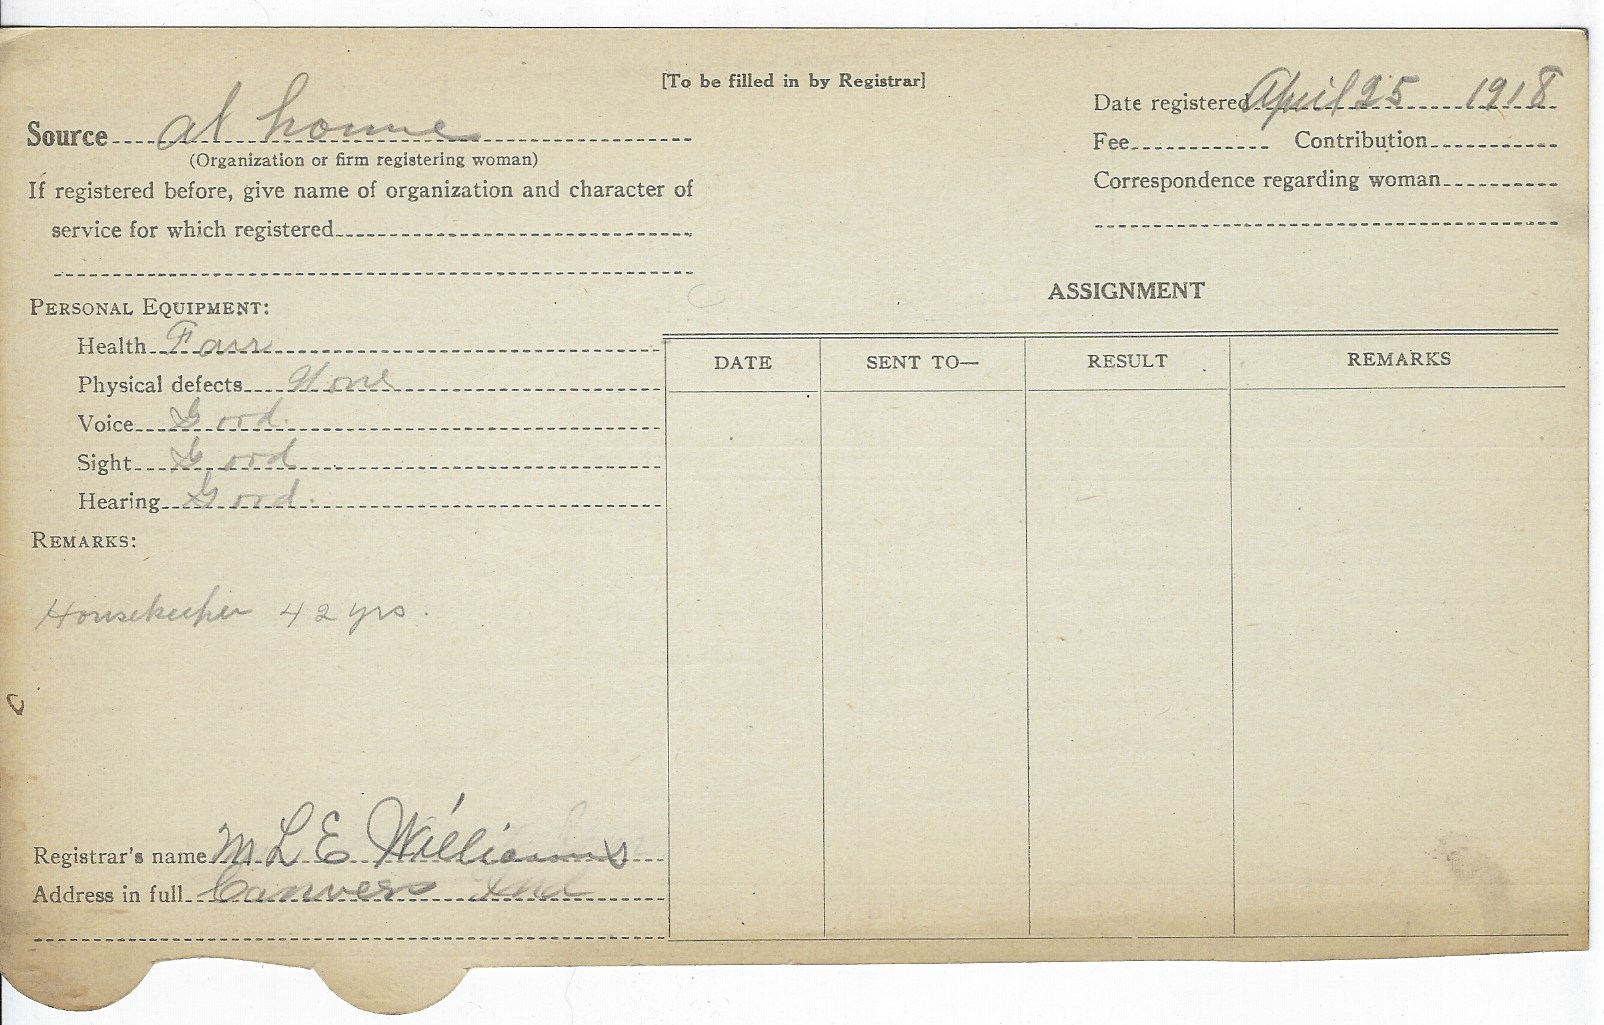 [To be filled in by Registrar]
Source at home
(Organization or firm registering woman)
If registered before, give name of organization and character of
service for which registered
Date registered April 25 1918
Fee Contribution
Correspondence regarding woman
PERSONAL EQUIPMENT:
Health Fair
Physical defects None
Voice Good.
Sight Good
Hearing Good.
REMARKS:
Housekeeper 42 yrs.
Registrar's name M L E Williams
Address in full Canvers Ind
ASSIGNMENT
DATE SENT TO— RESULT REMARKS